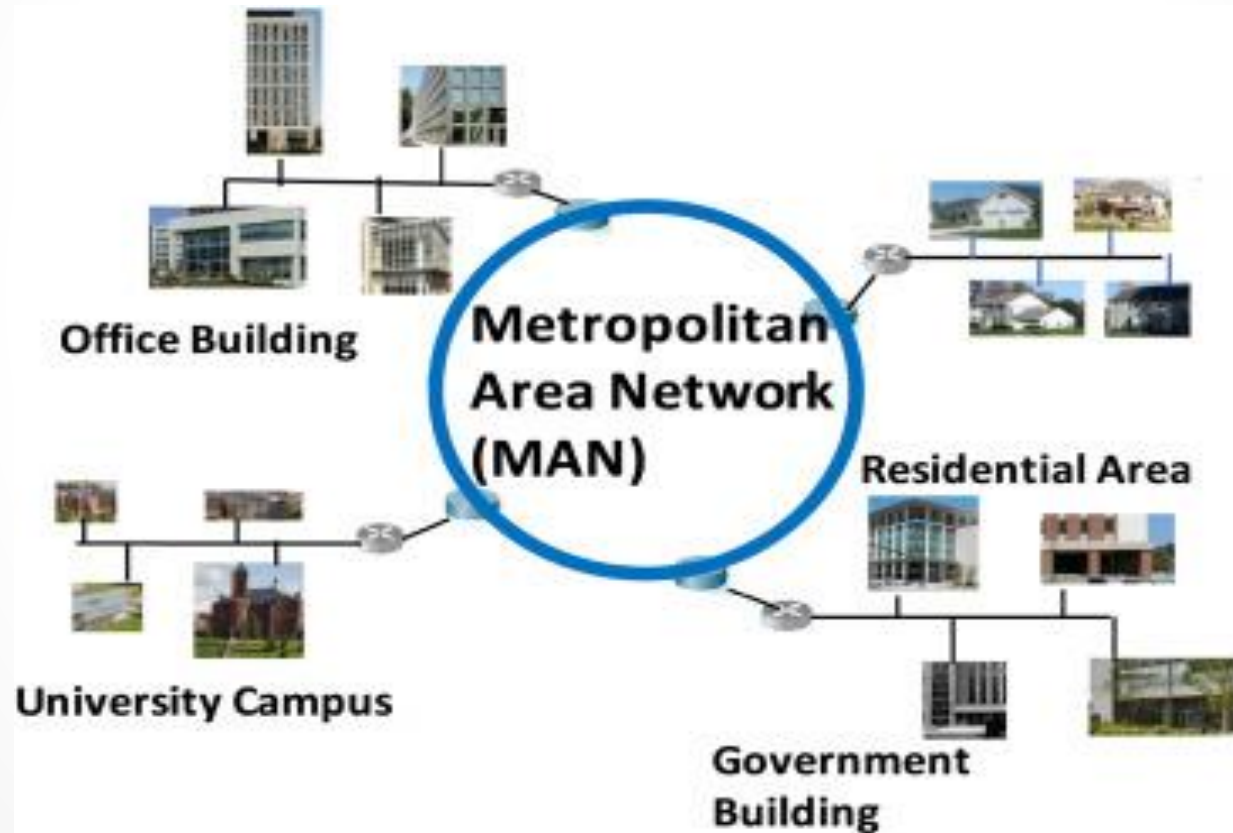 Office Building
Metropolitan
Area Network
(MAN)
Residential Area
University Campus
Government
Building